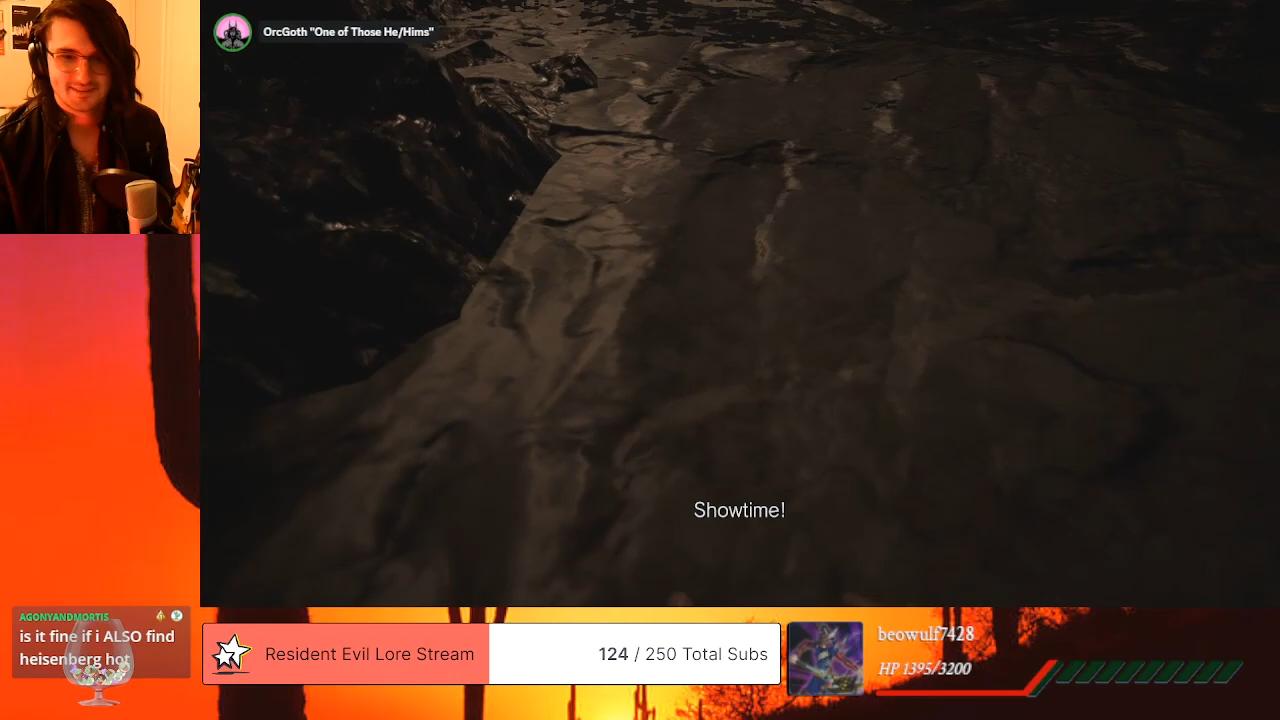 OrcGoth "One of Those He/Hims"
Showtime!
AGONYANDMORTIS
is it fine if i ALSO find
heisenberg hot
Resident Evil Lore Stream 124 / 250 Total Subs
beowulf7428
HP 1395/3200